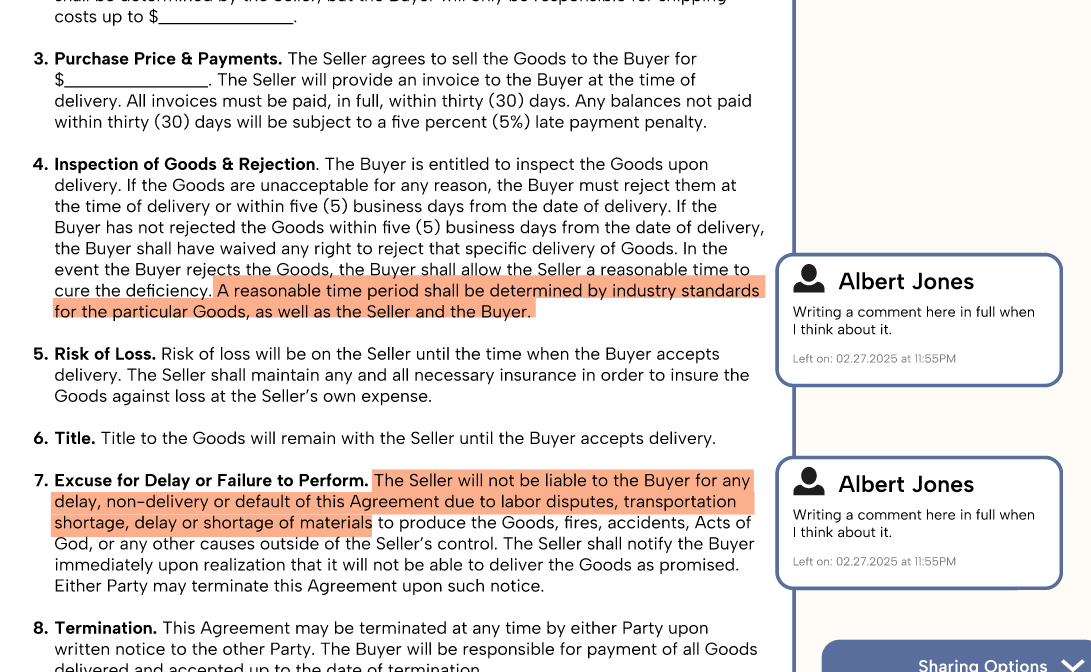 costs up to $_______________.
3. Purchase Price & Payments. The Seller agrees to sell the Goods to the Buyer for
$________________. The Seller will provide an invoice to the Buyer at the time of
delivery. All invoices must be paid, in full, within thirty (30) days. Any balances not paid
within thirty (30) days will be subject to a five percent (5%) late payment penalty.
4. Inspection of Goods & Rejection. The Buyer is entitled to inspect the Goods upon
delivery. If the Goods are unacceptable for any reason, the Buyer must reject them at
the time of delivery or within five (5) business days from the date of delivery. If the
Buyer has not rejected the Goods within five (5) business days from the date of delivery,
the Buyer shall have waived any right to reject that specific delivery of Goods. In the
event the Buyer rejects the Goods, the Buyer shall allow the Seller a reasonable time to
cure the deficiency. A reasonable time period shall be determined by industry standards
for the particular Goods, as well as the Seller and the Buyer.
5. Risk of Loss. Risk of loss will be on the Seller until the time when the Buyer accepts
delivery. The Seller shall maintain any and all necessary insurance in order to insure the
Goods against loss at the Seller's own expense.
6. Title. Title to the Goods will remain with the Seller until the Buyer accepts delivery.
7. Excuse for Delay or Failure to Perform. The Seller will not be liable to the Buyer for any
delay, non-delivery or default of this Agreement due to labor disputes, transportation
shortage, delay or shortage of materials to produce the Goods, fires, accidents, Acts of
God, or any other causes outside of the Seller's control. The Seller shall notify the Buyer
immediately upon realization that it will not be able to deliver the Goods as promised.
Either Party may terminate this Agreement upon such notice.
8. Termination. This Agreement may be terminated at any time by either Party upon
written notice to the other Party. The Buyer will be responsible for payment of all Goods
delivered and accepted up to the date of termination.
Albert Jones
Writing a comment here in full when
I think about it.
Left on: 02.27.2025 at 11:55PM
Albert Jones
Writing a comment here in full when
I think about it.
Left on: 02.27.2025 at 11:55PM
Sharing Options